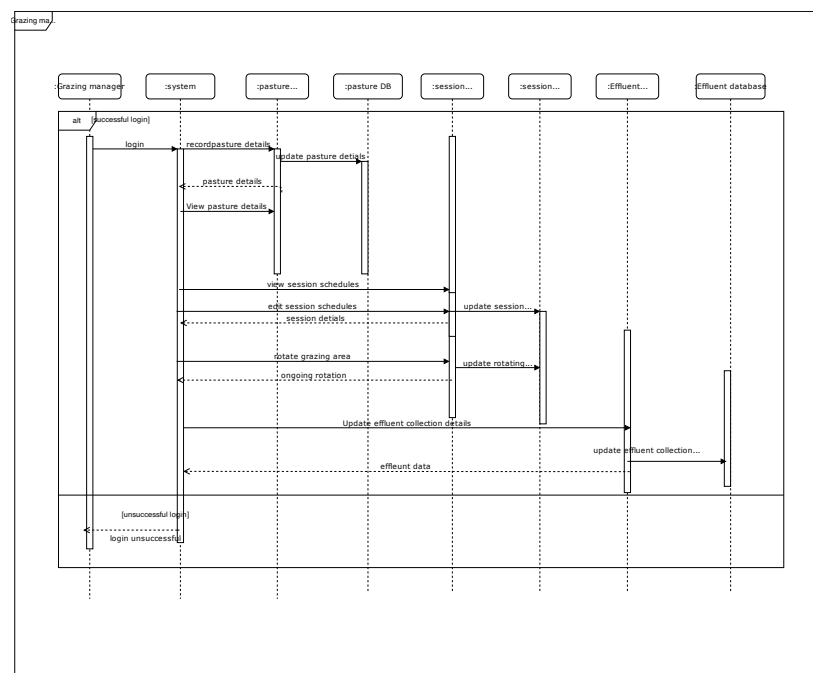 Grazing ma...
:Grazing manager
:system
:pasture...
:pasture DB
:session...
:session...
:Effluent...
:Effluent database
alt
[successful login]
login
recordpasture details
update pasture detials
pasture details
View pasture details
view session schedules
edit session schedules
update session...
session detials
rotate grazing area
update rotating...
ongoing rotation
Update effluent collection details
update effluent collection...
effleunt data
[unsuccessful login]
login unsuccessful